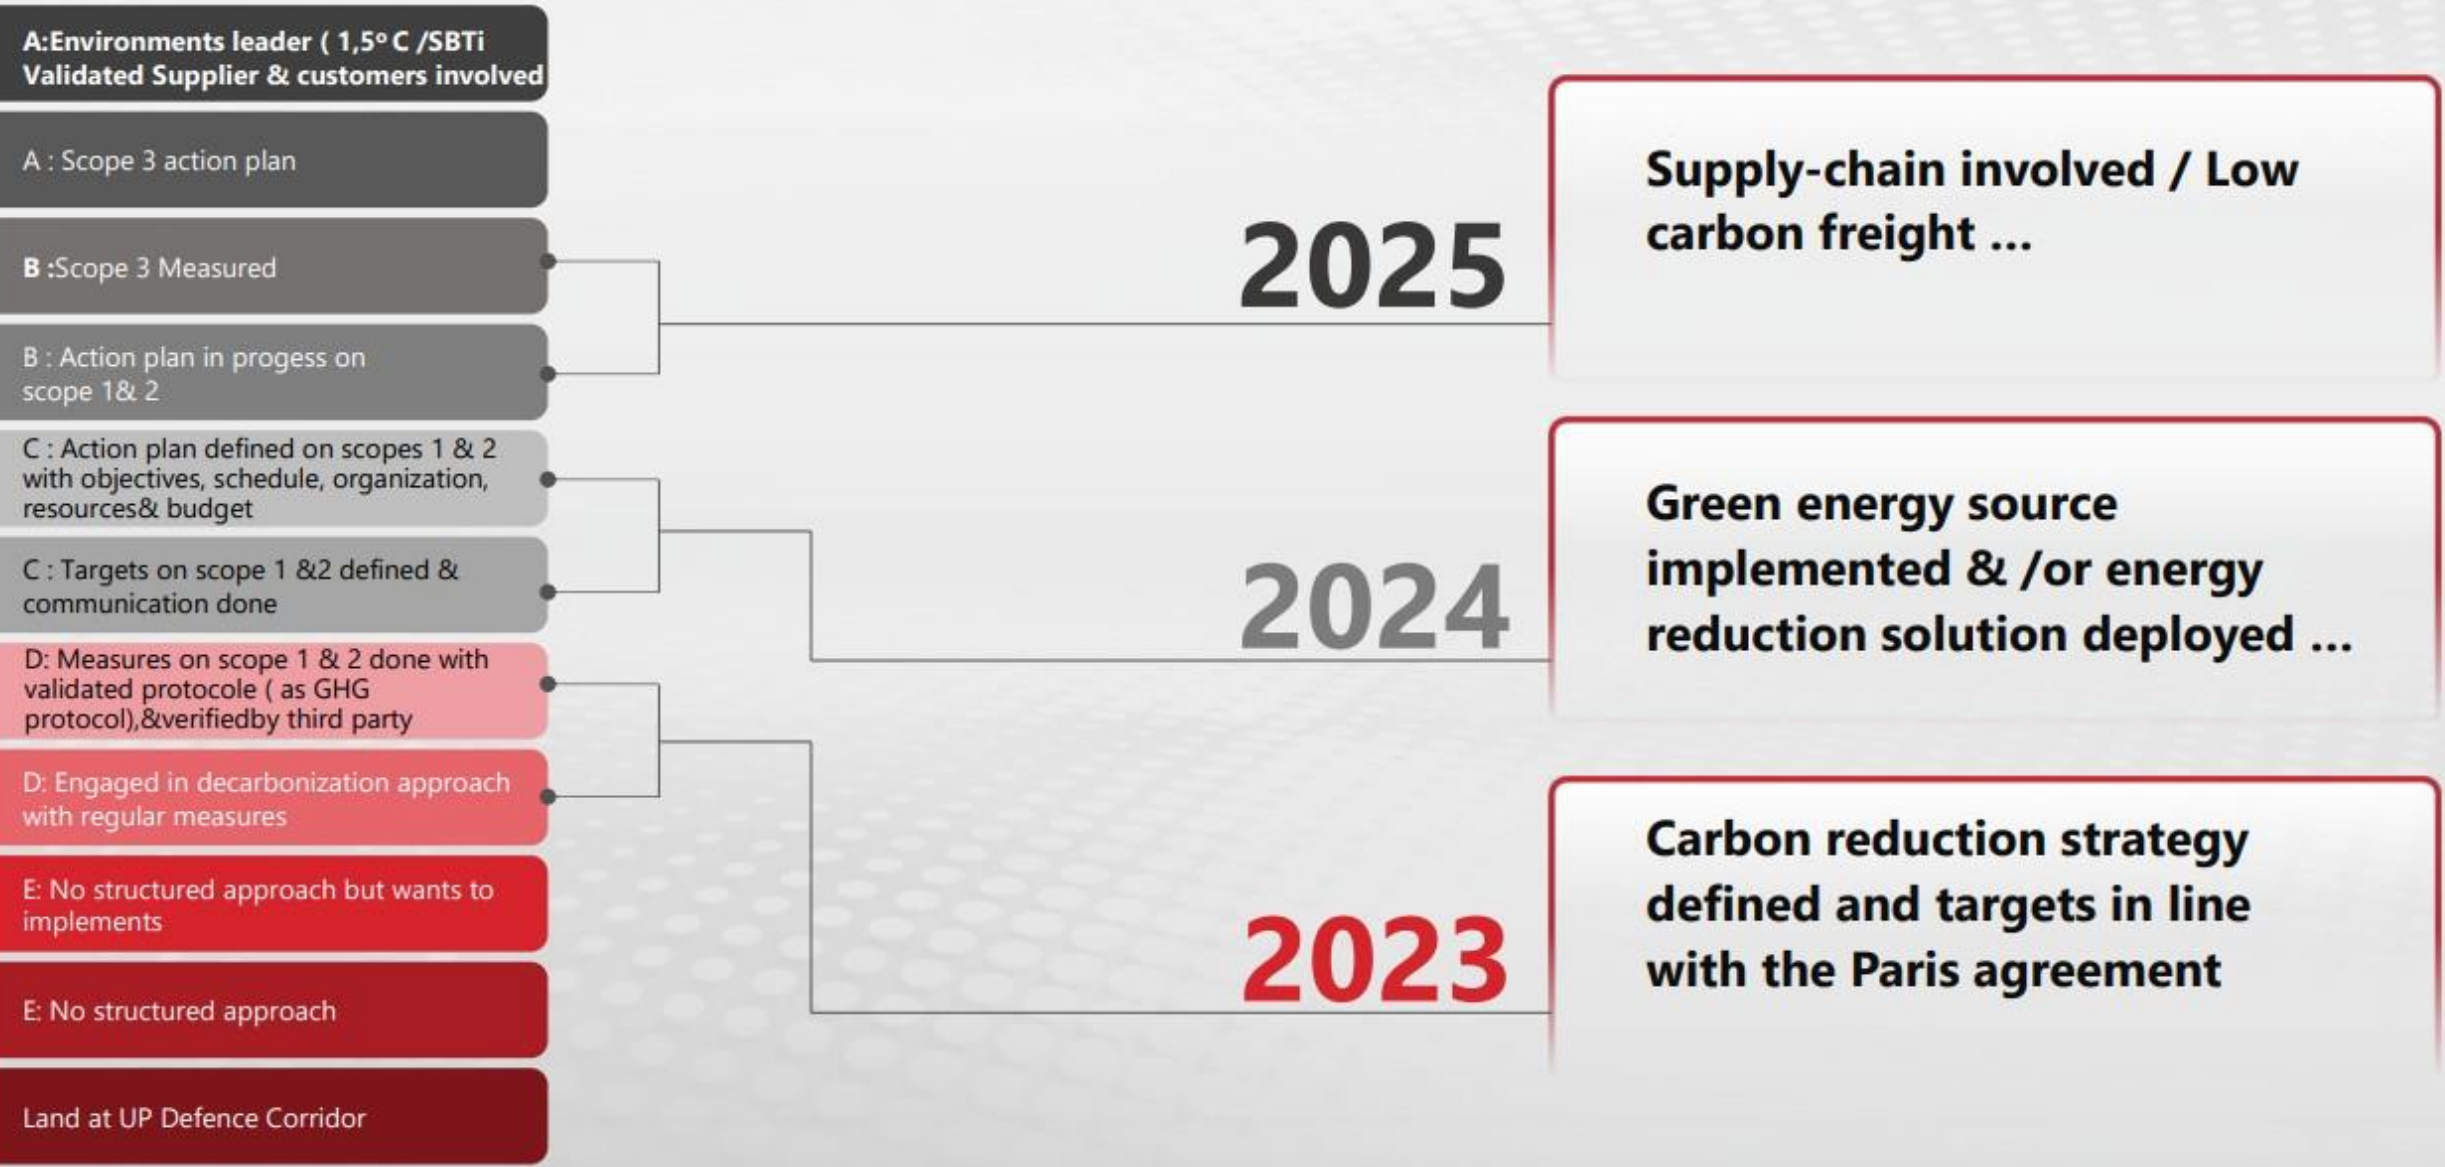 A:Environments leader ( 1,5º C /SBTi
Validated Supplier & customers involved
A : Scope 3 action plan
B :Scope 3 Measured
B : Action plan in progess on
scope 1& 2
C : Action plan defined on scopes 1 & 2
with objectives, schedule, organization,
resources& budget
C : Targets on scope 1 &2 defined &
communication done
D: Measures on scope 1 & 2 done with
validated protocole ( as GHG
protocol),&verifiedby third party
D: Engaged in decarbonization approach
with regular measures
E: No structured approach but wants to
implements
E: No structured approach
Land at UP Defence Corridor
2025
Supply-chain involved / Low
carbon freight ...
2024
Green energy source
implemented & /or energy
reduction solution deployed ...
2023
Carbon reduction strategy
defined and targets in line
with the Paris agreement